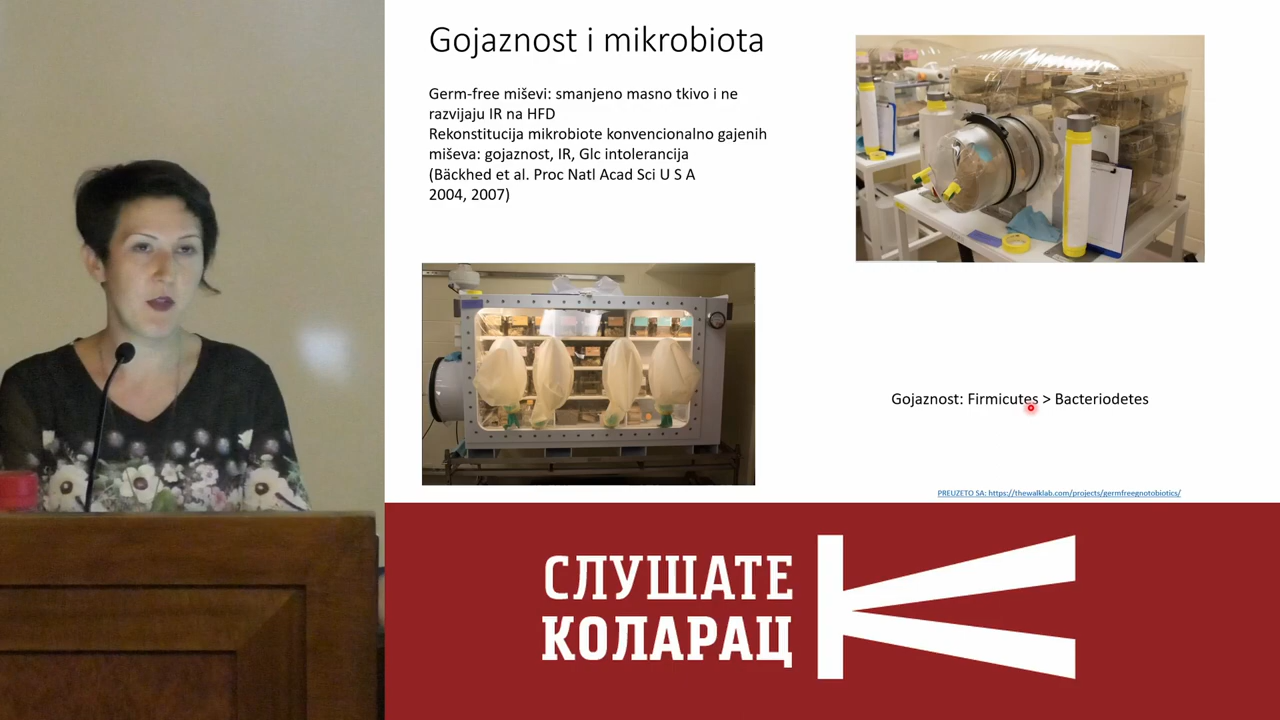 Gojaznost i mikrobiota
Germ-free miševi: smanjeno masno tkivo i ne
razvijaju IR na HFD
Rekonstitucija mikrobiote konvencionalno gajenih
miševa: gojaznost, IR, Glc intolerancija
(Bäckhed et al. Proc Natl Acad Sci U S A
2004, 2007)
Gojaznost: Firmicutes > Bacteriodetes
PREUZETO SA: https://thewalklab.com/projects/germfreegnotobiotics/
СЛУШАТЕ
КОЛАРАЦ